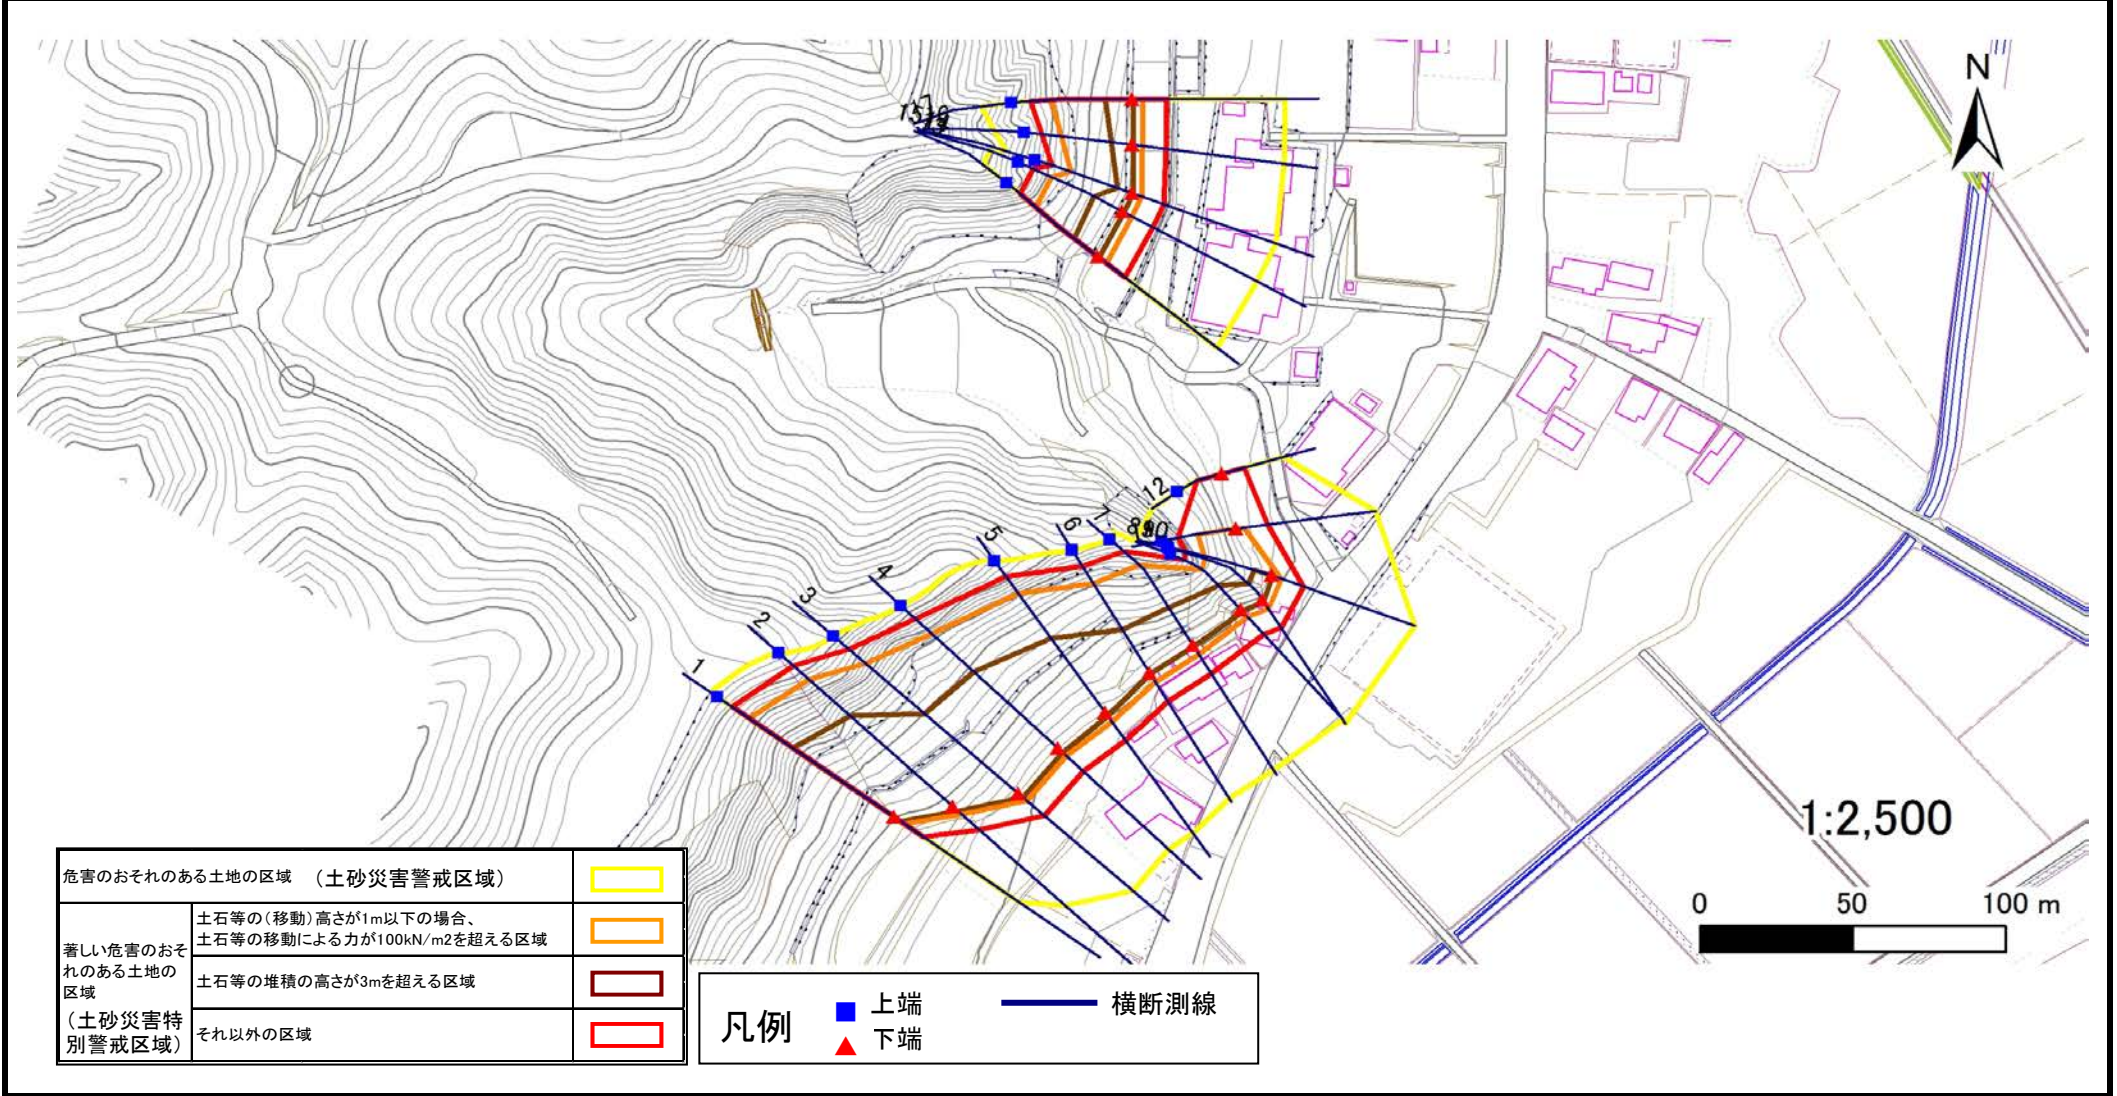 N
12
7
6
5
4
3
2
1
1:2,500
0 50 100 m
危害のおそれのある土地の区域 （土砂災害警戒区域）
著しい危害のおそ
れのある土地の
区域
（土砂災害特
別警戒区域）
土石等の（移動）高さが1m以下の場合、
土石等の移動による力が100kN/m2を超える区域
土石等の堆積の高さが3mを超える区域
それ以外の区域
凡例
上端
下端
横断測線